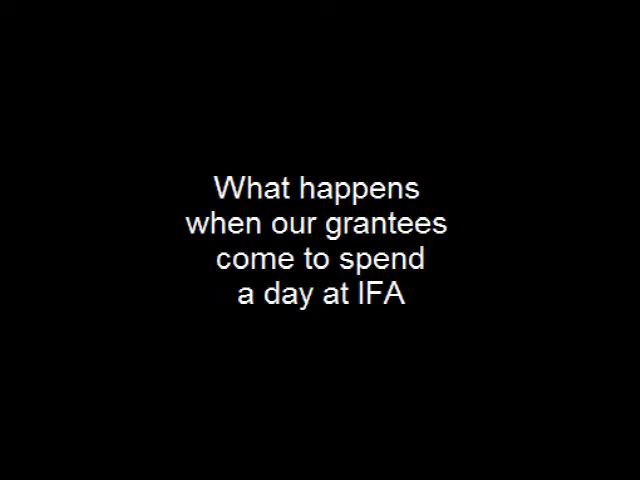 What happens
when our grantees
come to spend
a day at IFA